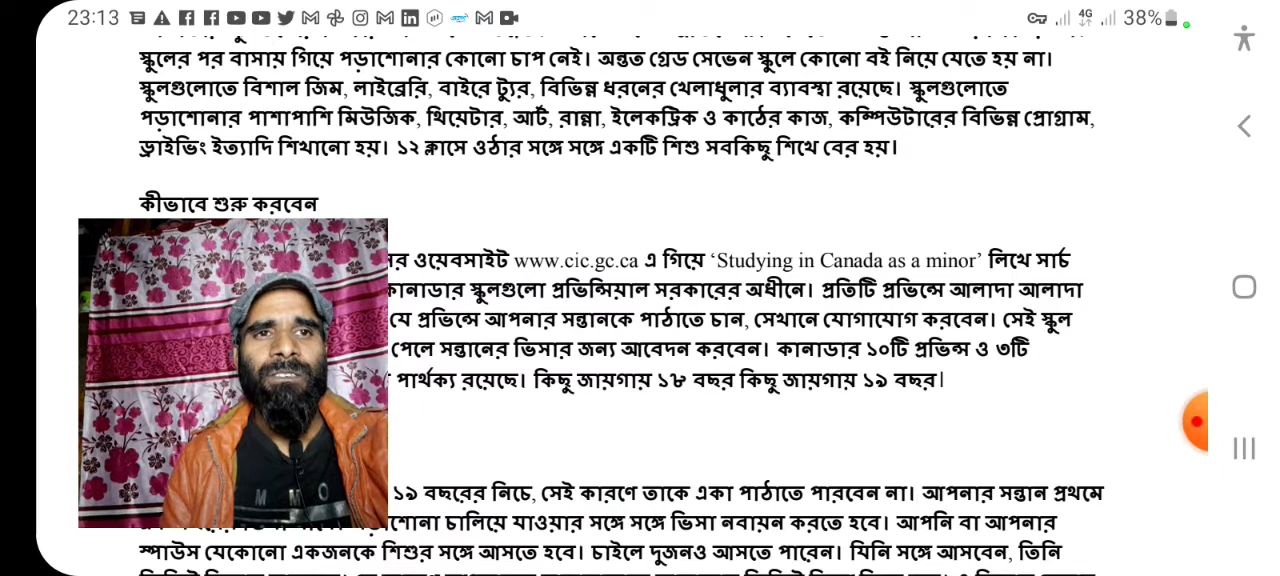 23:13 4G 38%
স্কুলের পর বাসায় গিয়ে পড়াশোনার কোনো চাপ নেই। অন্তত গ্রেড সেভেন স্কুলে কোনো বই নিয়ে যেতে হয় না।
স্কুলগুলোতে বিশাল জিম, লাইব্রেরি, বাইরে ট্যুর, বিভিন্ন ধরনের খেলাধুলার ব্যাবস্থা রয়েছে। স্কুলগুলোতে
পড়াশোনার পাশাপাশি মিউজিক, থিয়েটার, আর্ট, রান্না, ইলেকট্রিক ও কাঠের কাজ, কম্পিউটারের বিভিন্ন প্রোগ্রাম,
ড্রাইভিং ইত্যাদি শিখানো হয়। ১২ ক্লাসে ওঠার সঙ্গে সঙ্গে একটি শিশু সবকিছু শিখে বের হয়।
কীভাবে শুরু করবেন
ওয়েবসাইট www.cic.gc.ca এ গিয়ে ‘Studying in Canada as a minor’ লিখে সার্চ
কানাডার স্কুলগুলো প্রভিন্সিয়াল সরকারের অধীনে। প্রতিটি প্রভিন্সে আলাদা আলাদা
যে প্রভিন্সে আপনার সন্তানকে পাঠাতে চান, সেখানে যোগাযোগ করবেন। সেই স্কুল
পেলে সন্তানের ভিসার জন্য আবেদন করবেন। কানাডার ১০টি প্রভিন্স ও ৩টি
পার্থক্য রয়েছে। কিছু জায়গায় ১৮ বছর কিছু জায়গায় ১৯ বছর।
১৯ বছরের নিচে, সেই কারণে তাকে একা পাঠাতে পারবেন না। আপনার সন্তান প্রথমে
চালিয়ে যাওয়ার সঙ্গে সঙ্গে ভিসা নবায়ন করতে হবে। আপনি বা আপনার
স্পাউস যেকোনো একজনকে শিশুর সঙ্গে আসতে হবে। চাইলে দুজনও আসতে পারেন। যিনি সঙ্গে আসবেন, তিনি